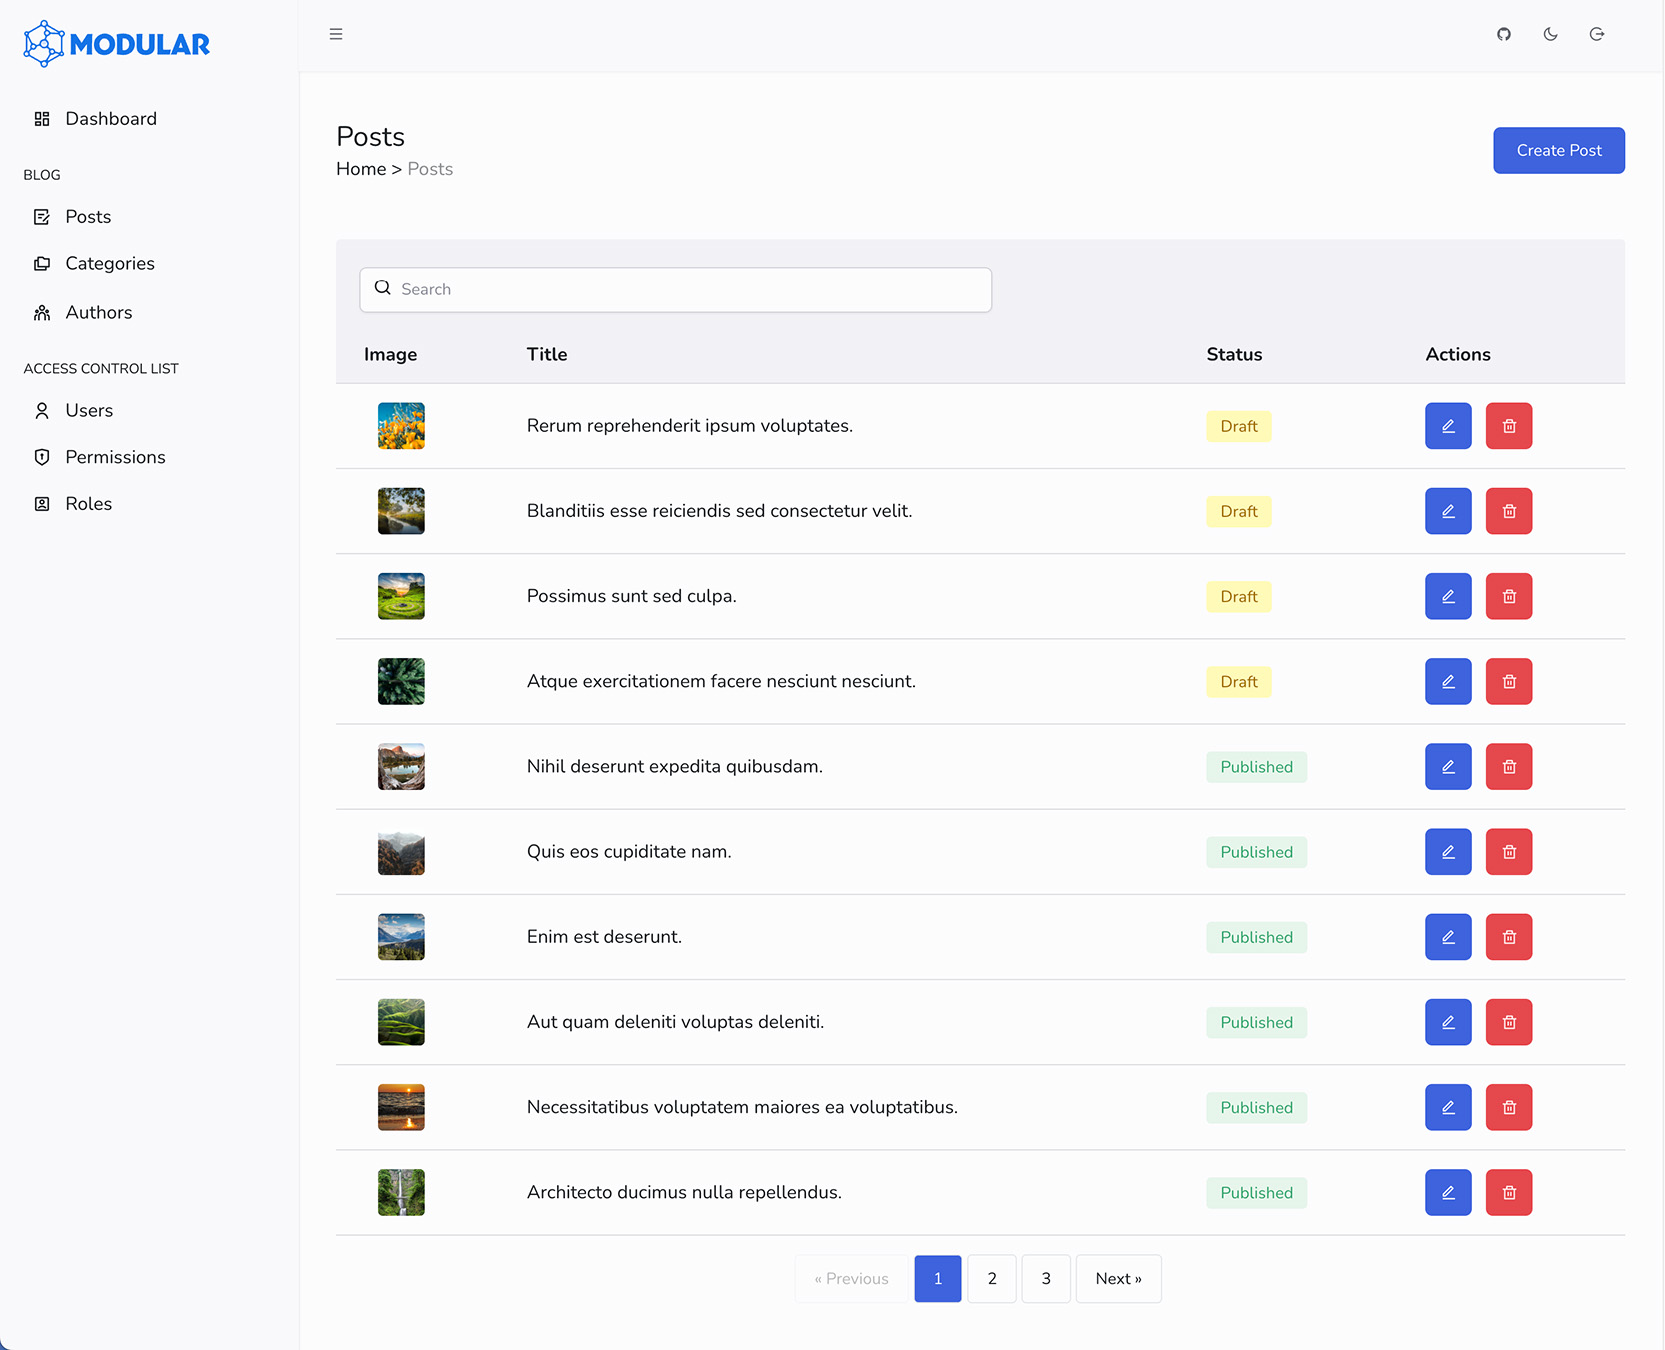 MODULAR
Dashboard
BLOG
Posts
Categories
Authors
ACCESS CONTROL LIST
Users
Permissions
Roles
Posts
Home > Posts
Create Post
Search
Image Title Status Actions
Rerum reprehenderit ipsum voluptates. Draft
Blanditiis esse reiciendis sed consectetur velit. Draft
Possimus sunt sed culpa. Draft
Atque exercitationem facere nesciunt nesciunt. Draft
Nihil deserunt expedita quibusdam. Published
Quis eos cupiditate nam. Published
Enim est deserunt. Published
Aut quam deleniti voluptas deleniti. Published
Necessitatibus voluptatem maiores ea voluptatibus. Published
Architecto ducimus nulla repellendus. Published
« Previous 1 2 3 Next »